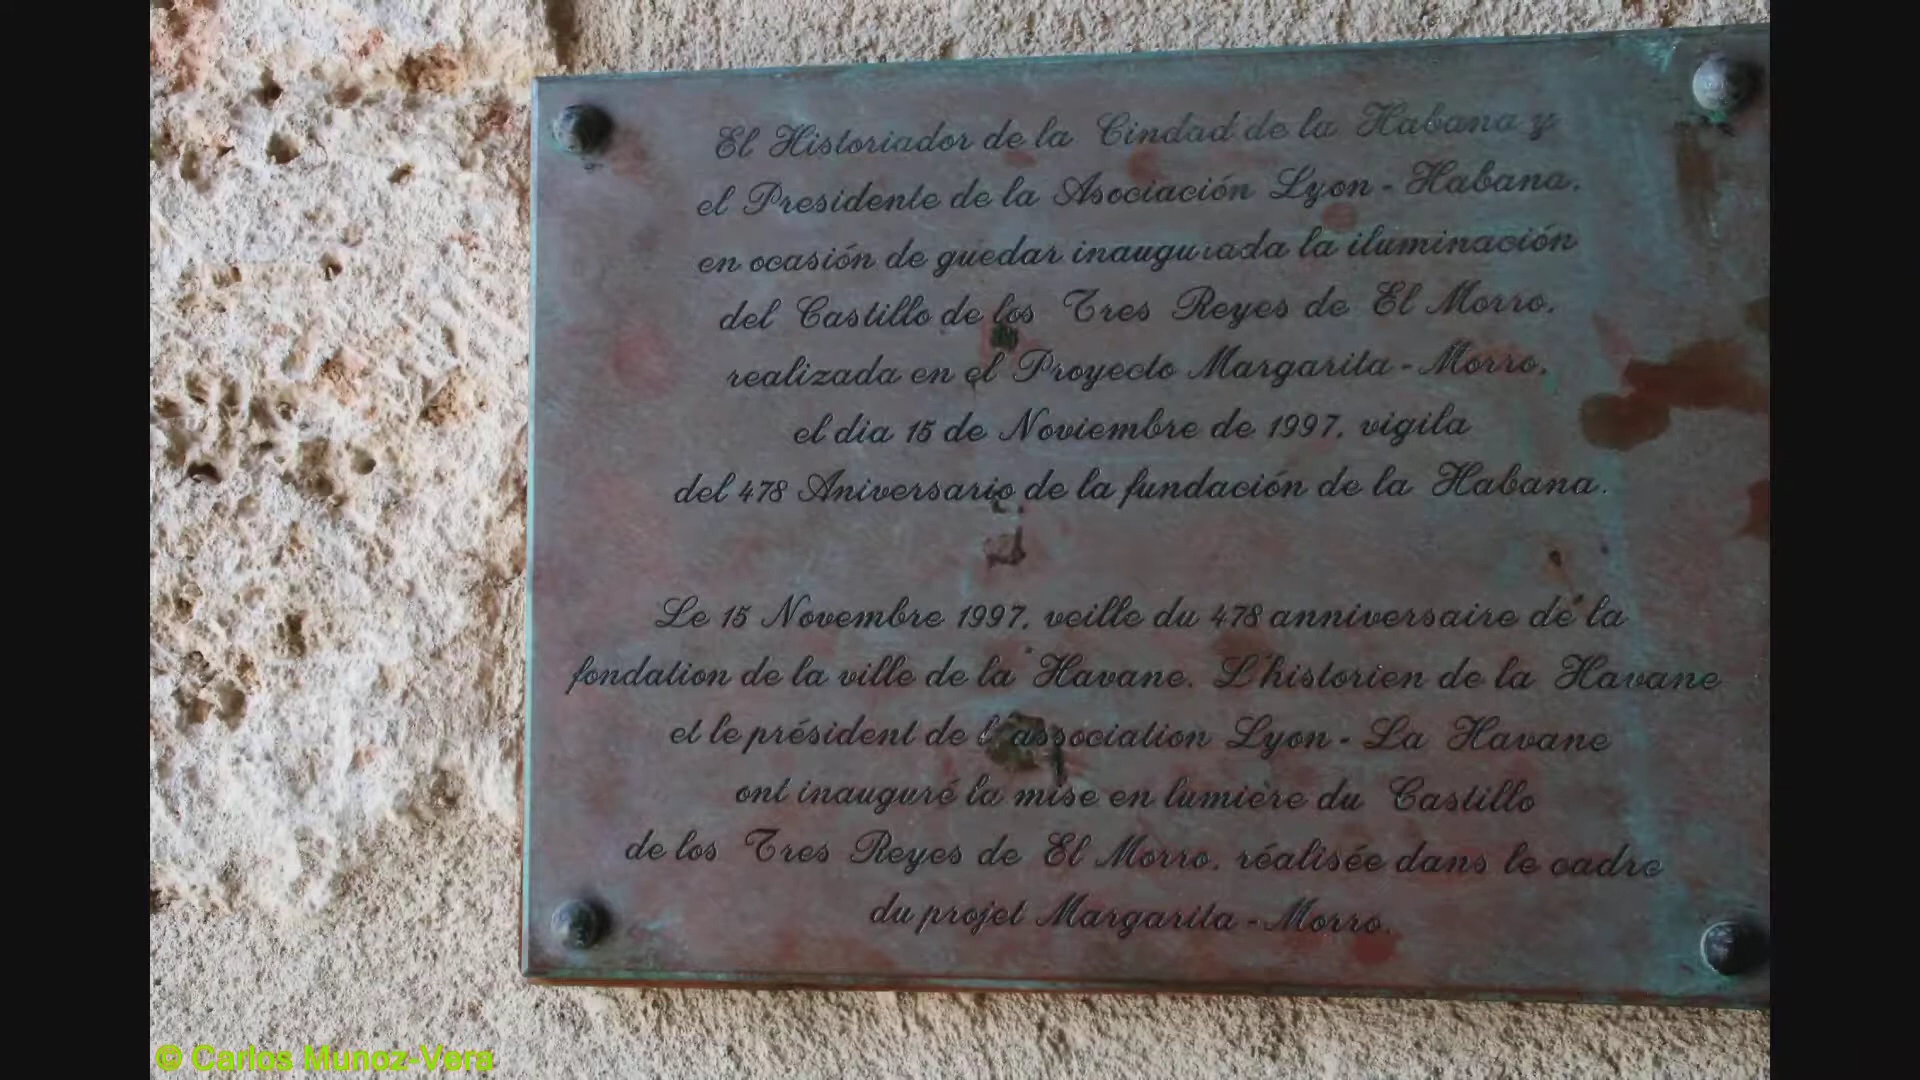 El Historiador de la Cindad de la Habana y
el Presidente de la Asociación Lyon - Habana.
en ocasión de guedar inaugurada la iluminación
del Castillo de los Tres Reyes de El Morro.
realizada en el Proyecto Margarita - Morro.
el dia 15 de Noviembre de 1997. vigila
del 478 Aniversario de la fundación de la Habana.
Le 15 Novembre 1997. veille du 478 anniversaire de la
fondation de la ville de la Havane. L'historien de la Havane
et le président de l'association Lyon - La Havane
ont inauguré la mise en lumière du Castillo
de los Tres Reyes de El Morro. réalisée dans le cadre
du projet Margarita - Morro.
© Carlos Munoz-Vera